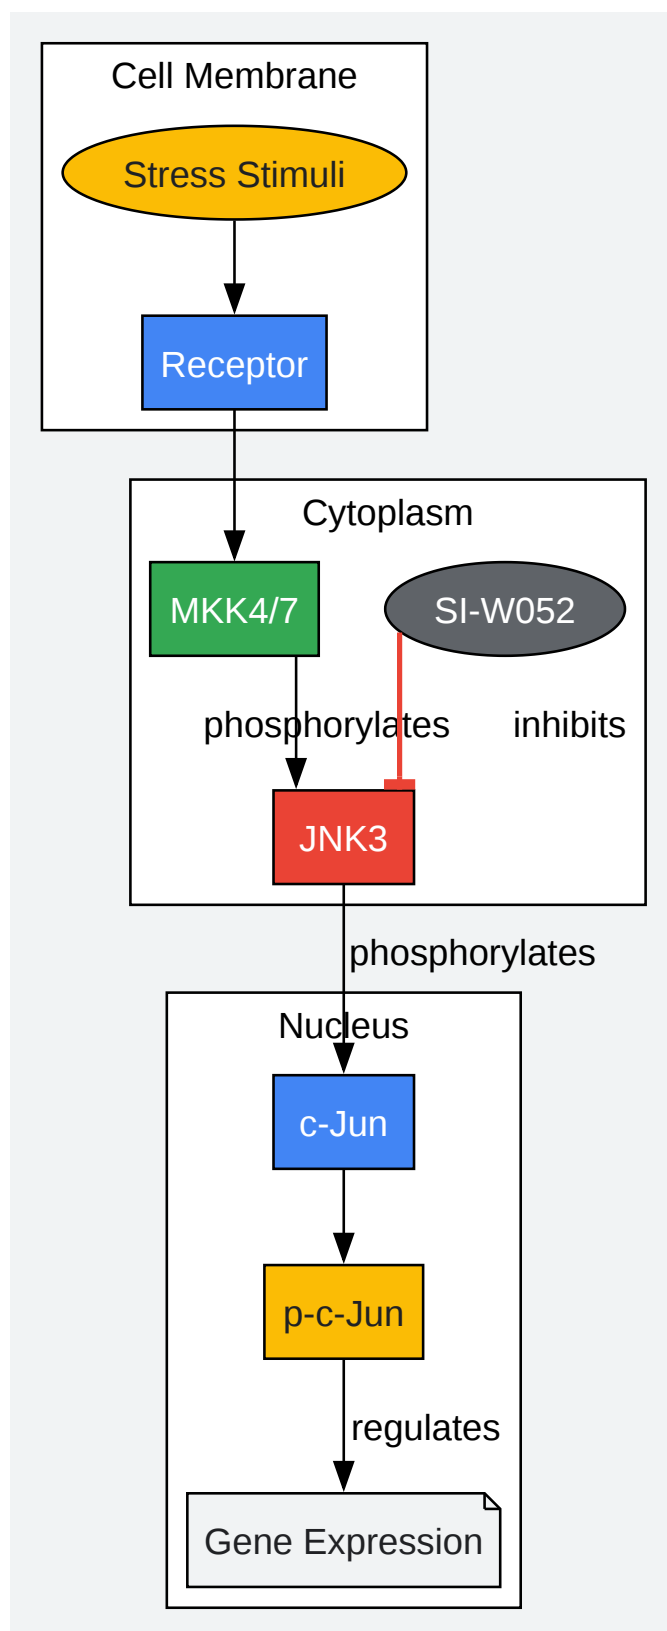 Cell Membrane
Stress Stimuli
Receptor
Cytoplasm
MKK4/7
SI-W052
phosphorylates
inhibits
JNK3
phosphorylates
Nucleus
c-Jun
p-c-Jun
regulates
Gene Expression